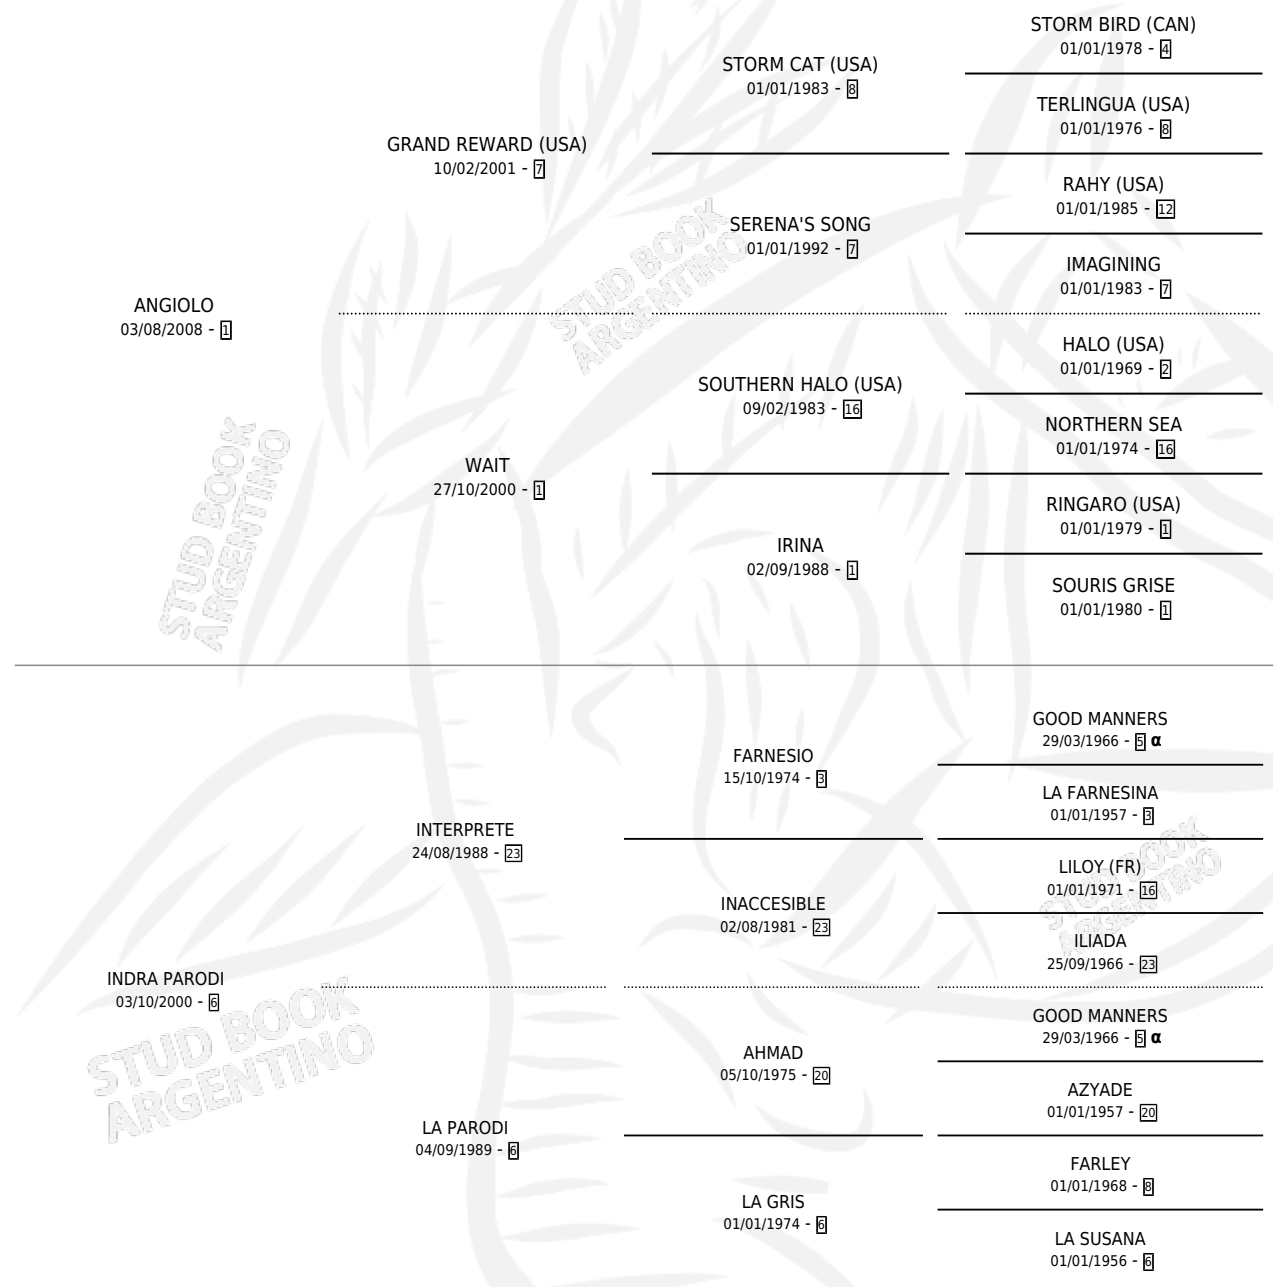 STORM BIRD (CAN)
01/01/1978 - 4
STORM CAT (USA)
01/01/1983 - 8
TERLINGUA (USA)
01/01/1976 - 8
GRAND REWARD (USA)
10/02/2001 - 7
RAHY (USA)
01/01/1985 - 12
SERENA'S SONG
01/01/1992 - 7
IMAGINING
01/01/1983 - 7
ANGIOLO
03/08/2008 - 1
HALO (USA)
01/01/1969 - 2
SOUTHERN HALO (USA)
09/02/1983 - 16
NORTHERN SEA
01/01/1974 - 16
WAIT
27/10/2000 - 1
RINGARO (USA)
01/01/1979 - 1
IRINA
02/09/1988 - 1
SOURIS GRISE
01/01/1980 - 1
STUD BOOK
ARGENTINO
STUD BOOK
ARGENTINO
GOOD MANNERS
29/03/1966 - 5 α
FARNESIO
15/10/1974 - 3
LA FARNESINA
01/01/1957 - 3
INTERPRETE
24/08/1988 - 23
LILOY (FR)
01/01/1971 - 16
INACCESIBLE
02/08/1981 - 23
ILIADA
25/09/1966 - 23
INDRA PARODI
03/10/2000 - 6
GOOD MANNERS
29/03/1966 - 5 α
AHMAD
05/10/1975 - 20
AZYADE
01/01/1957 - 20
LA PARODI
04/09/1989 - 6
FARLEY
01/01/1968 - 8
LA GRIS
01/01/1974 - 6
LA SUSANA
01/01/1956 - 6
STUD BOOK
ARGENTINO
STUD BOOK
ARGENTINO